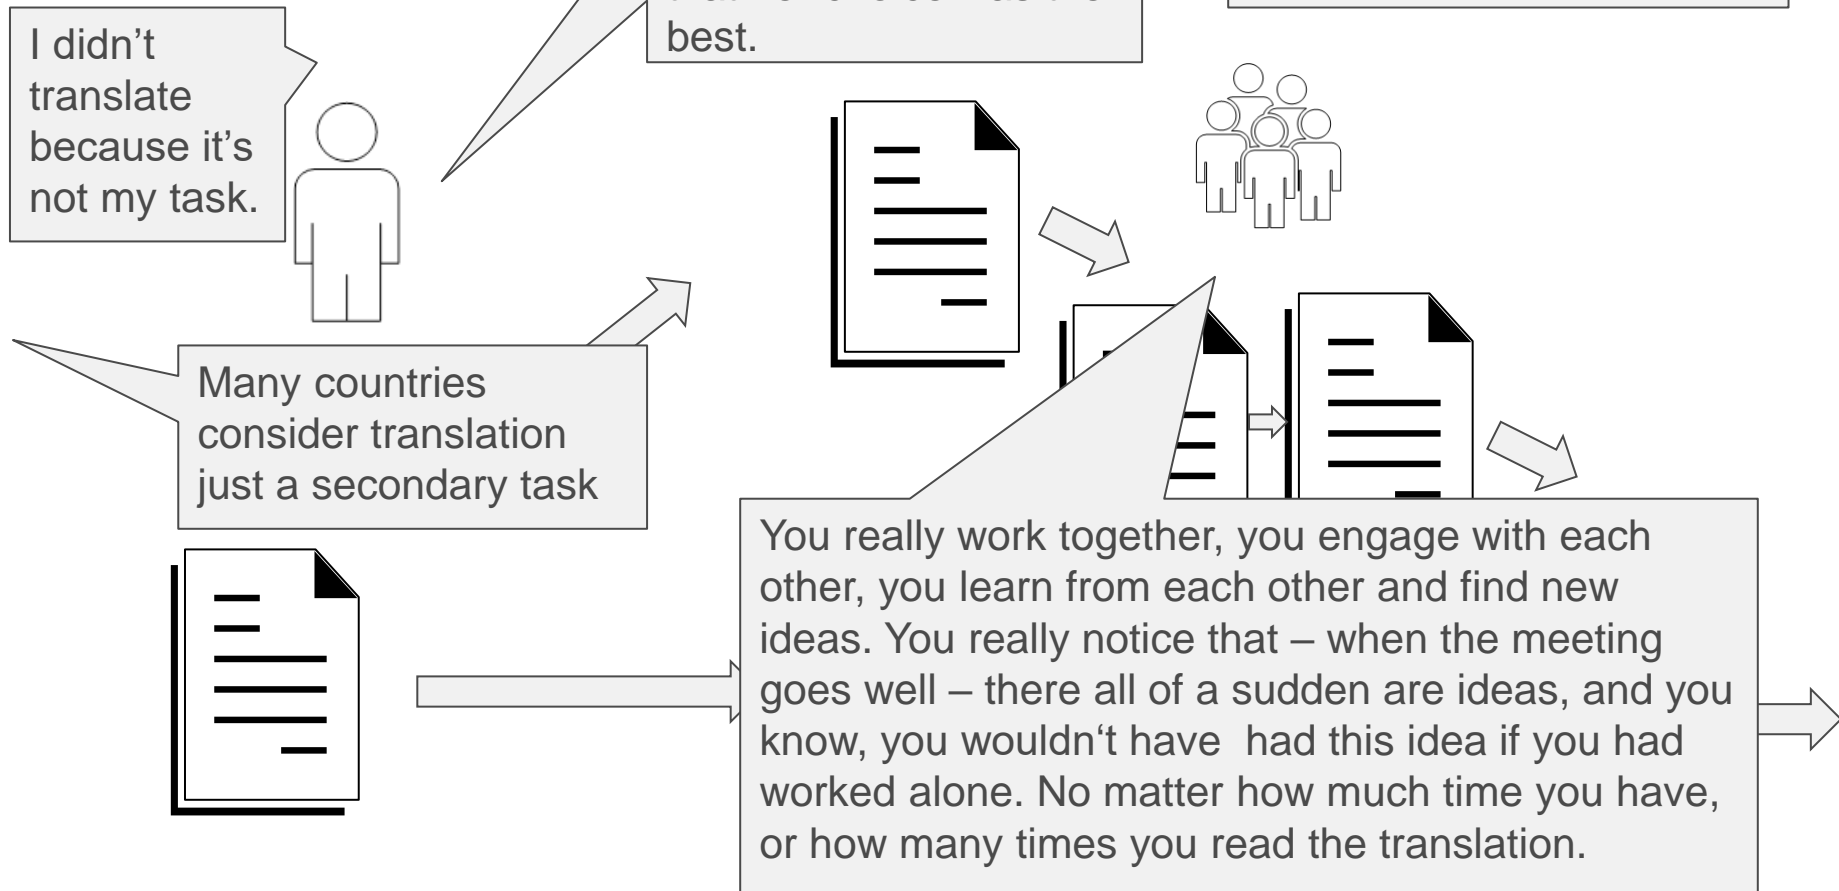 best.
I didn't
translate
because it's
not my task.
Many countries
consider translation
just a secondary task
You really work together, you engage with each
other, you learn from each other and find new
ideas. You really notice that – when the meeting
goes well – there all of a sudden are ideas, and you
know, you wouldn‘t have  had this idea if you had
worked alone. No matter how much time you have,
or how many times you read the translation.